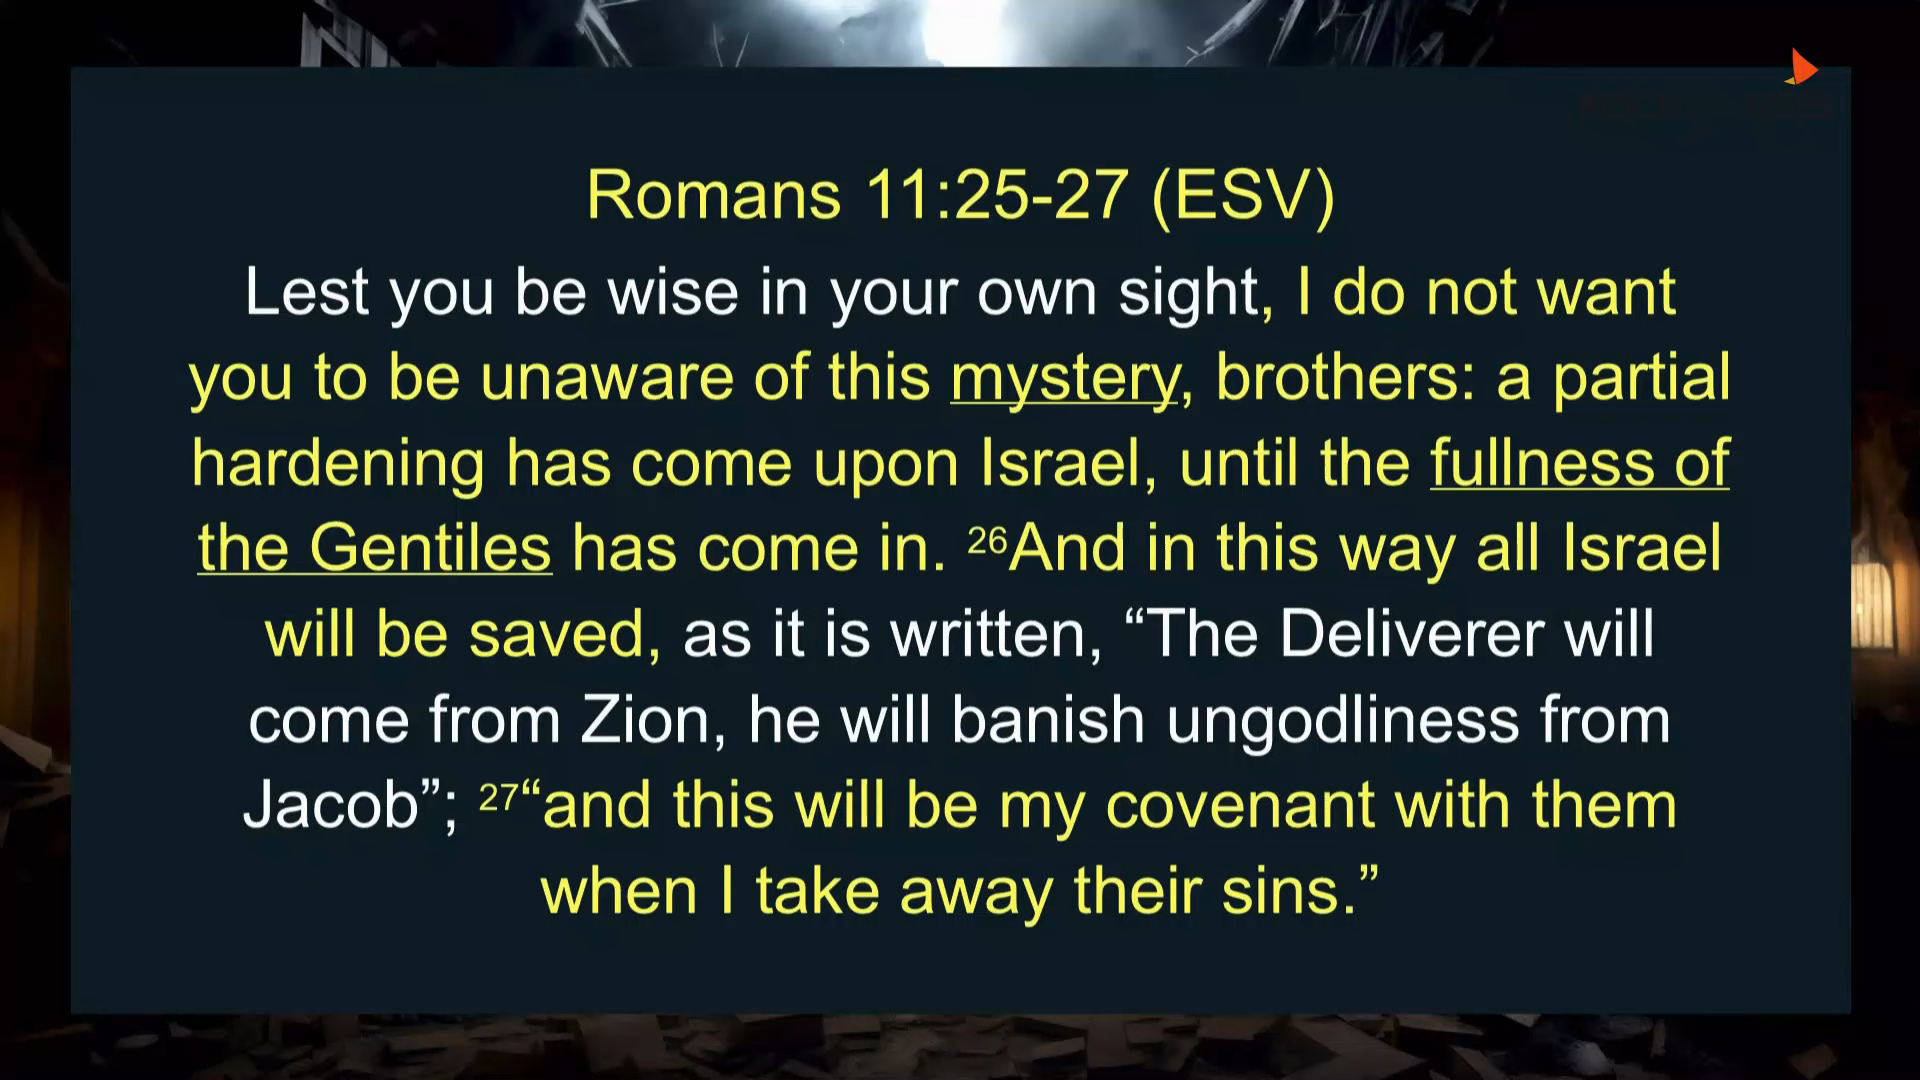 Romans 11:25-27 (ESV)
Lest you be wise in your own sight, I do not want
you to be unaware of this mystery, brothers: a partial
hardening has come upon Israel, until the fullness of
the Gentiles has come in. ²⁶And in this way all Israel
will be saved, as it is written, “The Deliverer will
come from Zion, he will banish ungodliness from
Jacob”; ²⁷“and this will be my covenant with them
when I take away their sins.”